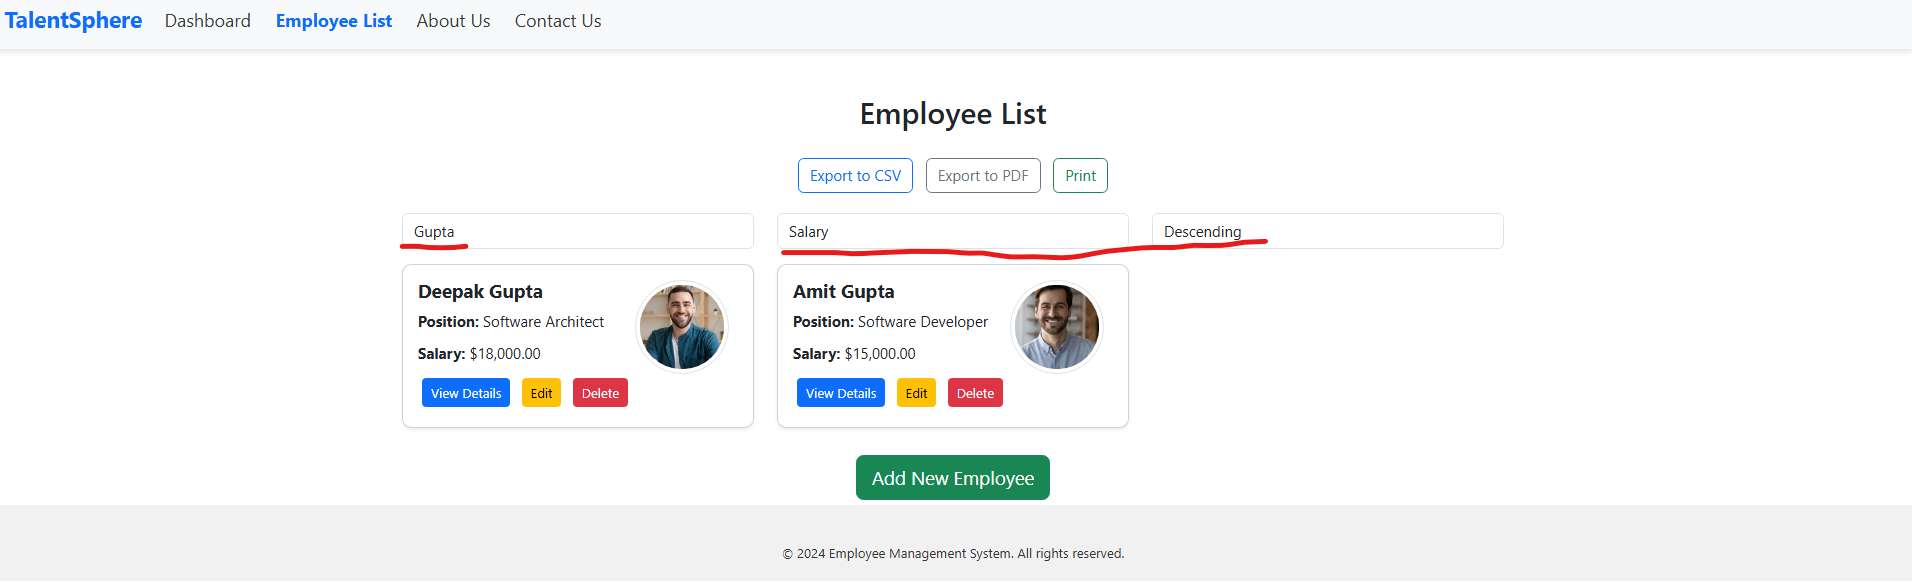 TalentSphere Dashboard Employee List About Us Contact Us
Employee List
Export to CSV Export to PDF Print
Gupta Salary Descending
Deepak Gupta
Position: Software Architect
Salary: $18,000.00
View Details Edit Delete
Amit Gupta
Position: Software Developer
Salary: $15,000.00
View Details Edit Delete
Add New Employee
© 2024 Employee Management System. All rights reserved.